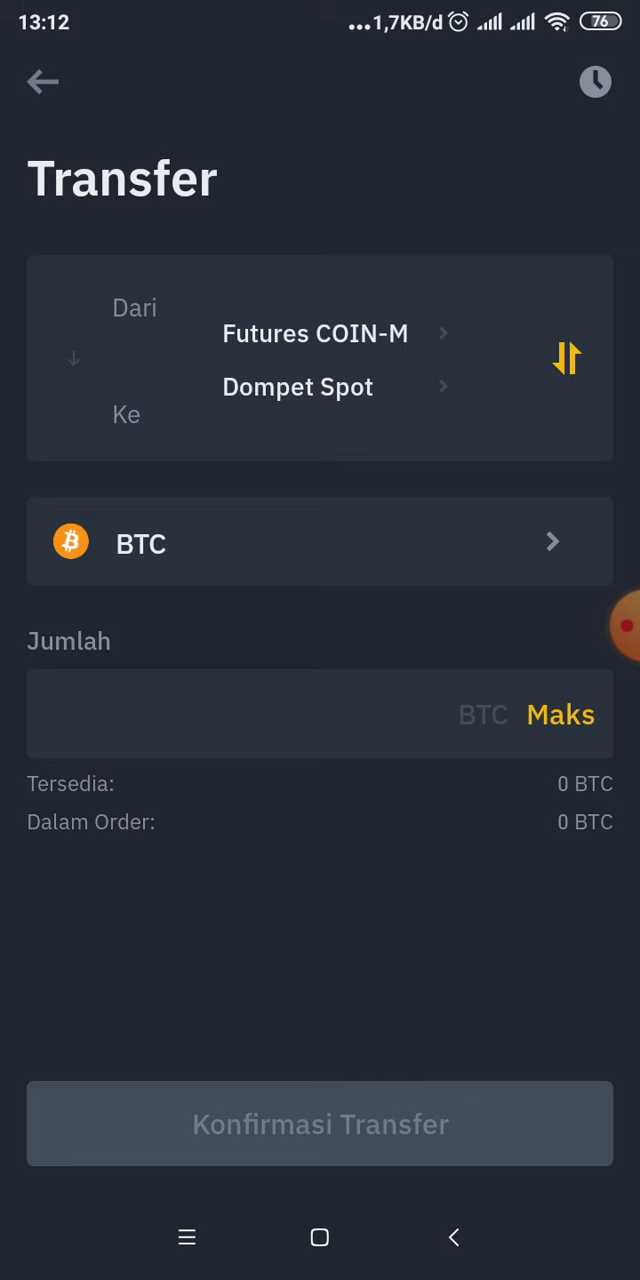 13:12
...1,7KB/d
76
Transfer
Dari
Futures COIN-M
Dompet Spot
Ke
BTC
Jumlah
BTC Maks
Tersedia: 0 BTC
Dalam Order: 0 BTC
Konfirmasi Transfer